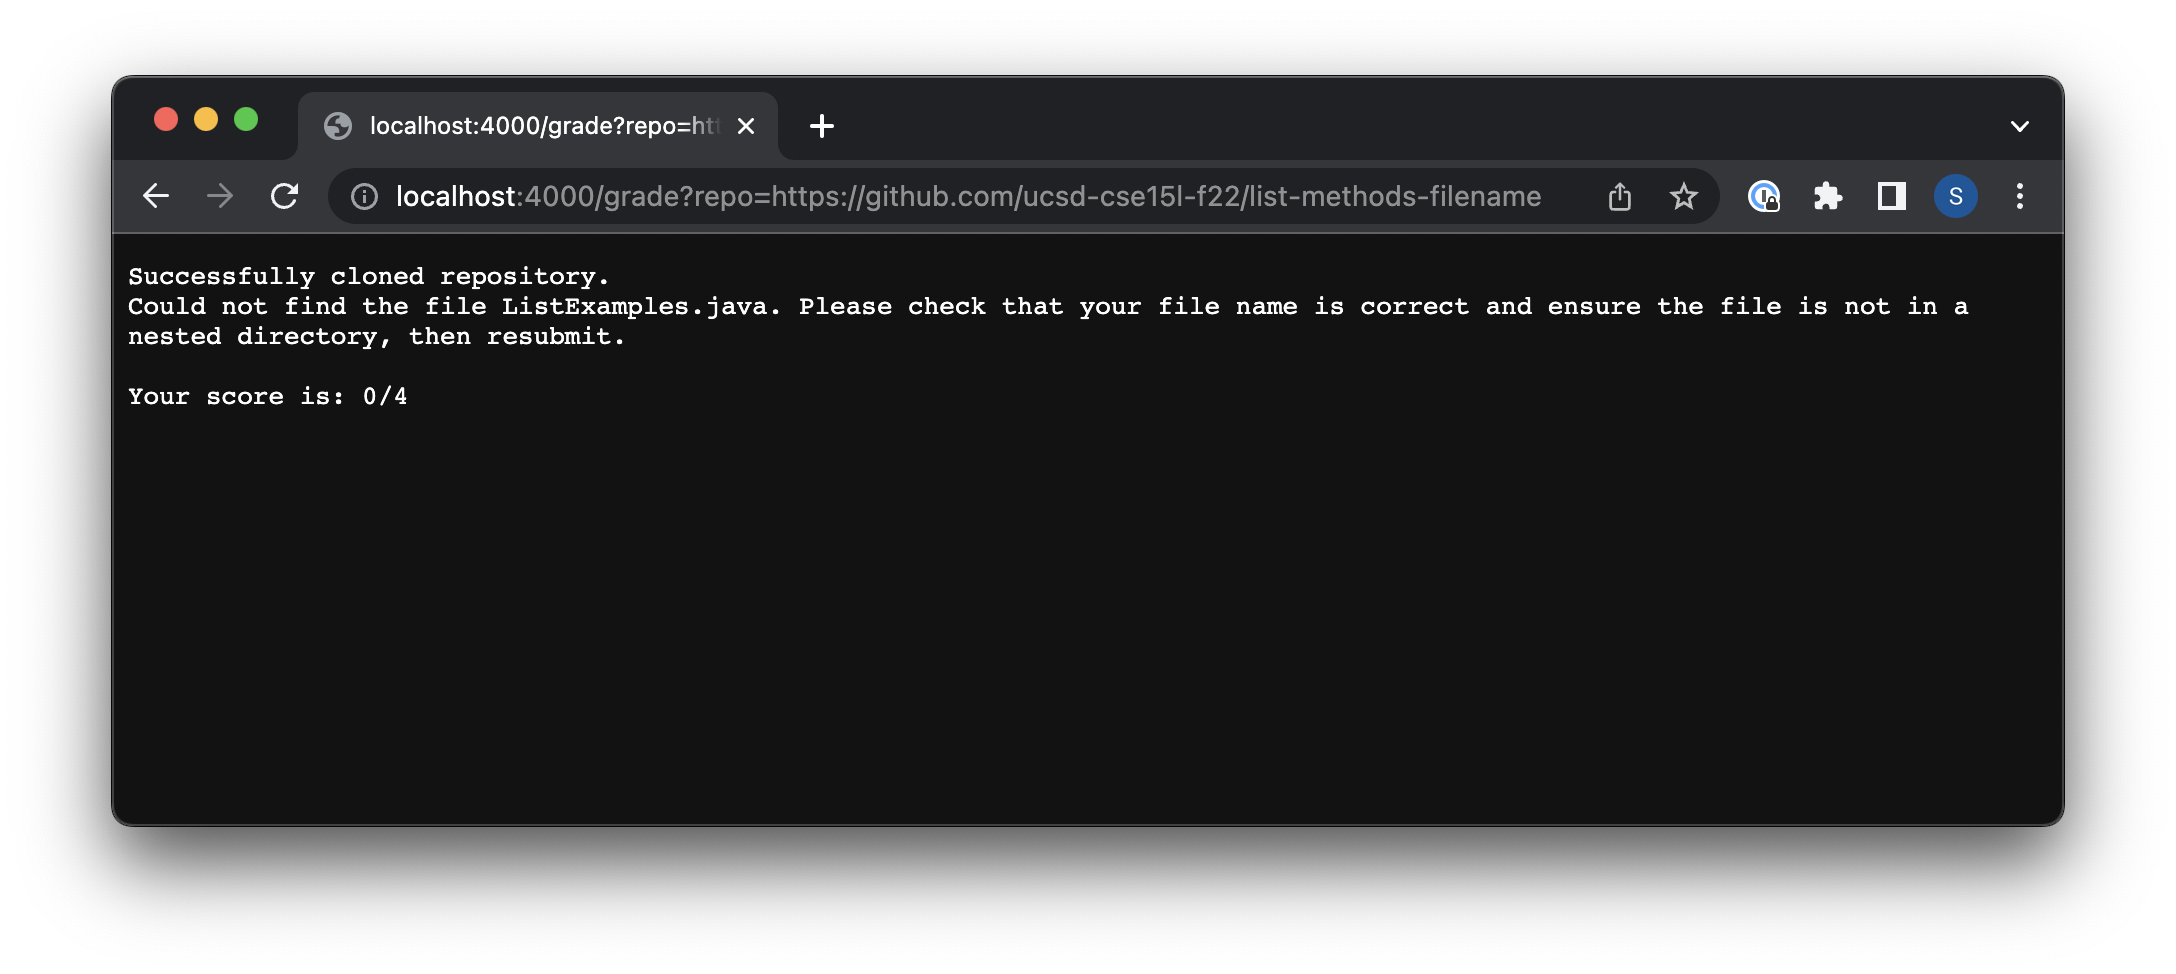 localhost:4000/grade?repo=htt
localhost:4000/grade?repo=https://github.com/ucsd-cse15l-f22/list-methods-filename
S
Successfully cloned repository.
Could not find the file ListExamples.java. Please check that your file name is correct and ensure the file is not in a
nested directory, then resubmit.
Your score is: 0/4